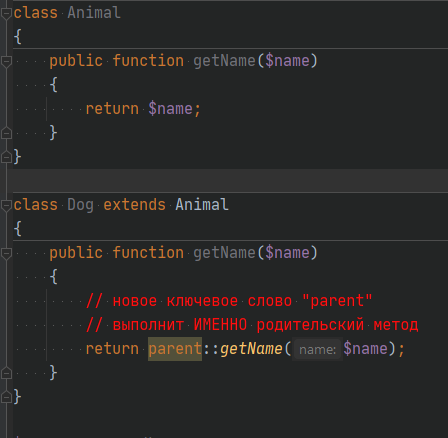 class Animal
{
public function getName($name)
{
return $name;
}
}
class Dog extends Animal
{
public function getName($name)
{
// новое ключевое слово "parent"
// выполнит ИМЕННО родительский метод
return parent::getName( name: $name);
}
}